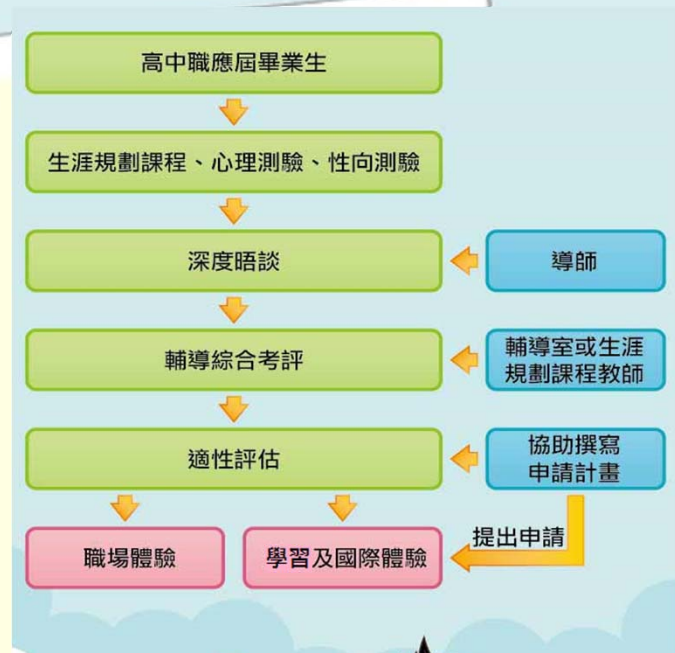 高中職應屆畢業生
生涯規劃課程、心理測驗、性向測驗
深度晤談
導師
輔導綜合考評
輔導室或生涯
規劃課程教師
適性評估
協助撰寫
申請計畫
提出申請
職場體驗
學習及國際體驗